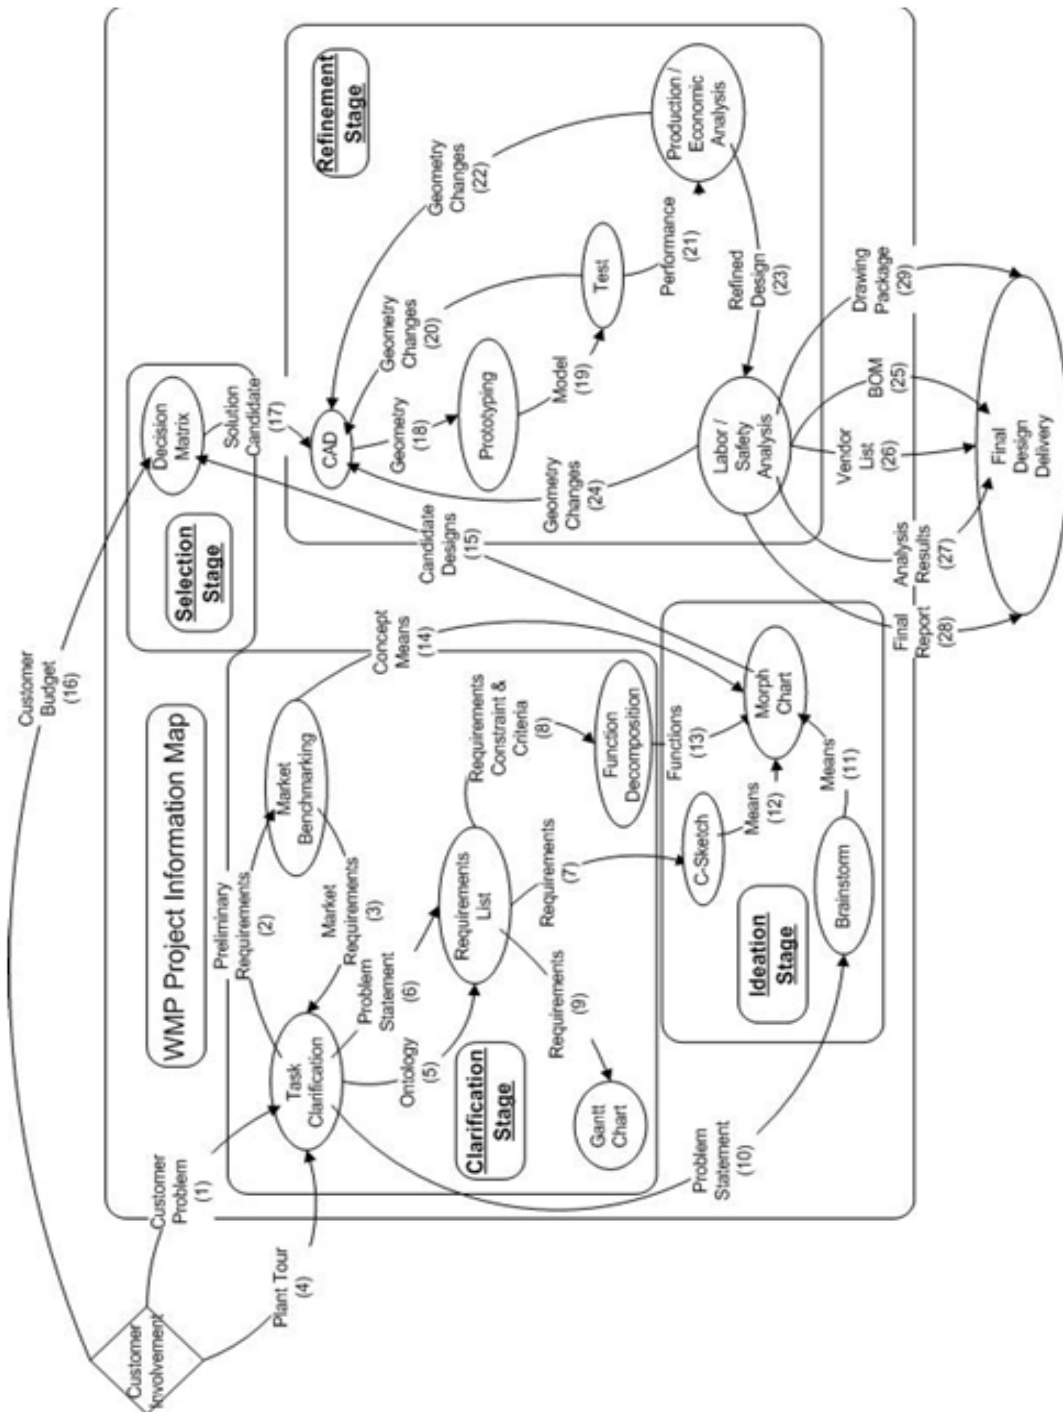 WMP Project Information Map
Customer
Involvement
Customer
Problem
(1)
Plant Tour
(4)
Customer
Budget
(16)
Preliminary
Requirements
(2)
Task
Clarification
Market
Benchmarking
Market
Requirements
(3)
Problem
Statement
(6)
Ontology
(5)
Requirements
List
Requirements
Constraint &
Criteria
(8)
Requirements
(7)
Requirements
(9)
Clarification
Stage
Gantt
Chart
Function
Decomposition
Functions
(13)
Concept
Means
(14)
Problem
Statement
(10)
Ideation
Stage
C-Sketch
Means
(12)
Brainstorm
Means
(11)
Morph
Chart
Candidate
Designs
(15)
Selection
Stage
Decision
Matrix
Solution
Candidate
(17)
Refinement
Stage
CAD
Geometry
(18)
Prototyping
Model
(19)
Test
Geometry
Changes
(20)
Performance
(21)
Production /
Economic
Analysis
Geometry
Changes
(22)
Refined
Design
(23)
Labor /
Safety
Analysis
Geometry
Changes
(24)
Final
Report
(28)
Analysis
Results
(27)
Vendor
List
(26)
BOM
(25)
Drawing
Package
(29)
Final
Design
Delivery